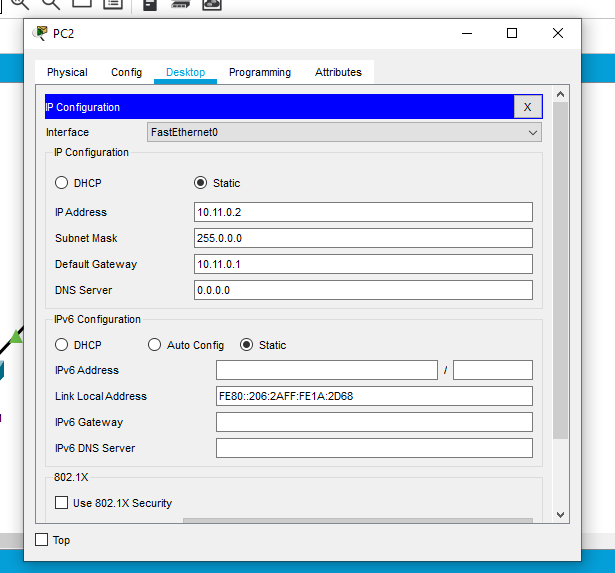 PC2
Physical Config Desktop Programming Attributes
IP Configuration X
Interface FastEthernet0
IP Configuration
DHCP Static
IP Address 10.11.0.2
Subnet Mask 255.0.0.0
Default Gateway 10.11.0.1
DNS Server 0.0.0.0
IPv6 Configuration
DHCP Auto Config Static
IPv6 Address /
Link Local Address FE80::206:2AFF:FE1A:2D68
IPv6 Gateway
IPv6 DNS Server
802.1X
Use 802.1X Security
Top